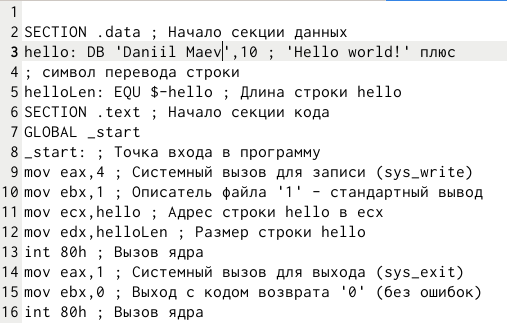 1
2 SECTION .data ; Начало секции данных
3 hello: DB 'Daniil Maev',10 ; 'Hello world!' плюс
4 ; символ перевода строки
5 helloLen: EQU $-hello ; Длина строки hello
6 SECTION .text ; Начало секции кода
7 GLOBAL _start
8 _start: ; Точка входа в программу
9 mov eax,4 ; Системный вызов для записи (sys_write)
10 mov ebx,1 ; Описатель файла '1' - стандартный вывод
11 mov ecx,hello ; Адрес строки hello в ecx
12 mov edx,helloLen ; Размер строки hello
13 int 80h ; Вызов ядра
14 mov eax,1 ; Системный вызов для выхода (sys_exit)
15 mov ebx,0 ; Выход с кодом возврата '0' (без ошибок)
16 int 80h ; Вызов ядра